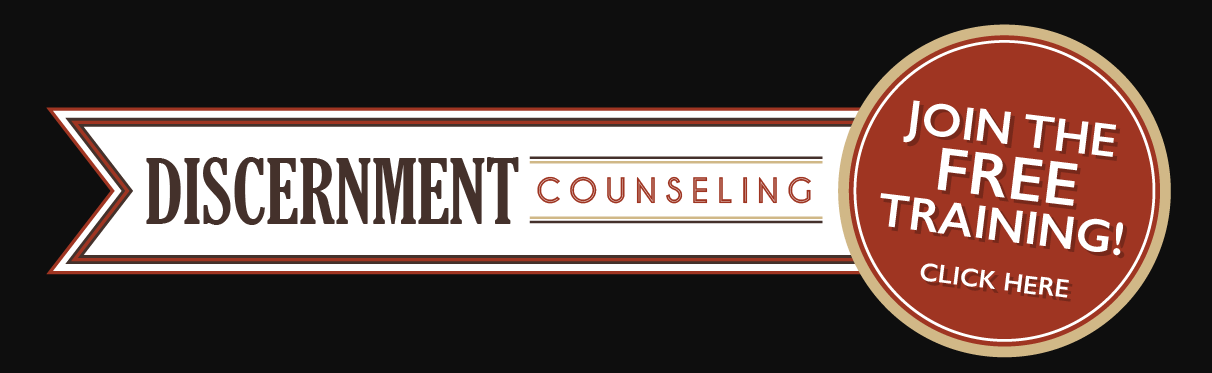 DISCERNMENT COUNSELING
JOIN THE
FREE
TRAINING!
CLICK HERE